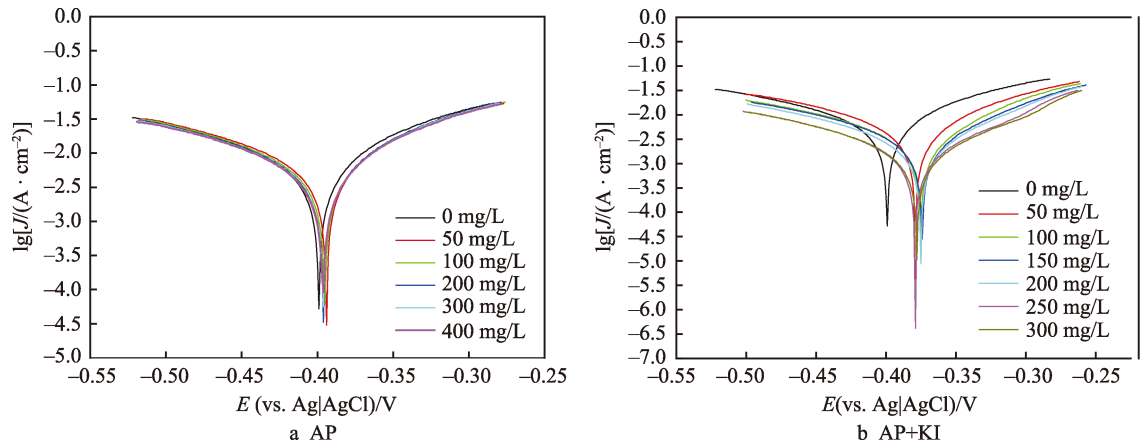 0.0
–0.5
–1.0
–1.5
–2.0
–2.5
–3.0
–3.5
–4.0
–4.5
–5.0
lg[J/(A · cm–2)]
0 mg/L
50 mg/L
100 mg/L
200 mg/L
300 mg/L
400 mg/L
–0.55
–0.50
–0.45
–0.40
–0.35
–0.30
–0.25
E (vs. Ag|AgCl)/V
a AP
0.0
–0.5
–1.0
–1.5
–2.0
–2.5
–3.0
–3.5
–4.0
–4.5
–5.0
–5.5
–6.0
–6.5
–7.0
lg[J/(A · cm–2)]
0 mg/L
50 mg/L
100 mg/L
150 mg/L
200 mg/L
250 mg/L
300 mg/L
–0.55
–0.50
–0.45
–0.40
–0.35
–0.30
–0.25
E(vs. Ag|AgCl)/V
b AP+KI